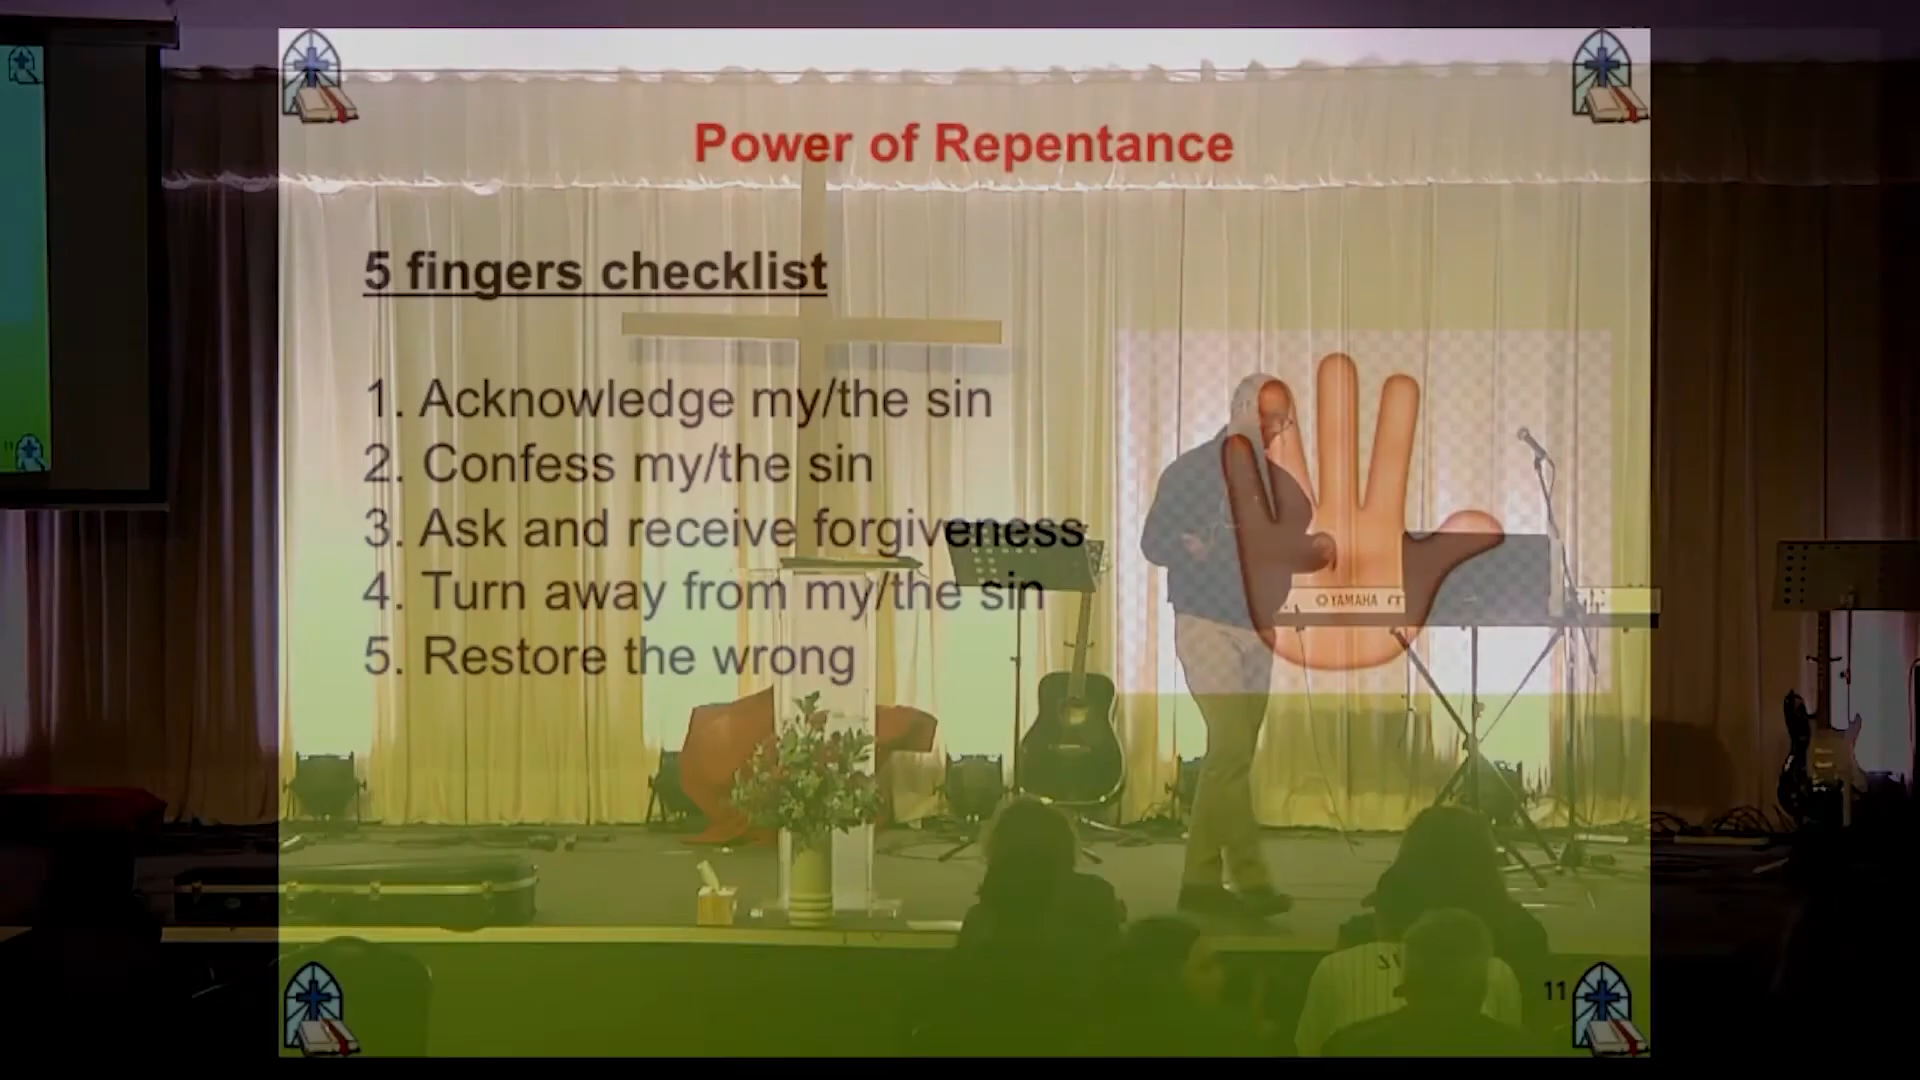 Power of Repentance
5 fingers checklist
1. Acknowledge my/the sin
2. Confess my/the sin
3. Ask and receive forgiveness
4. Turn away from my/the sin
5. Restore the wrong
YAMAHA
11